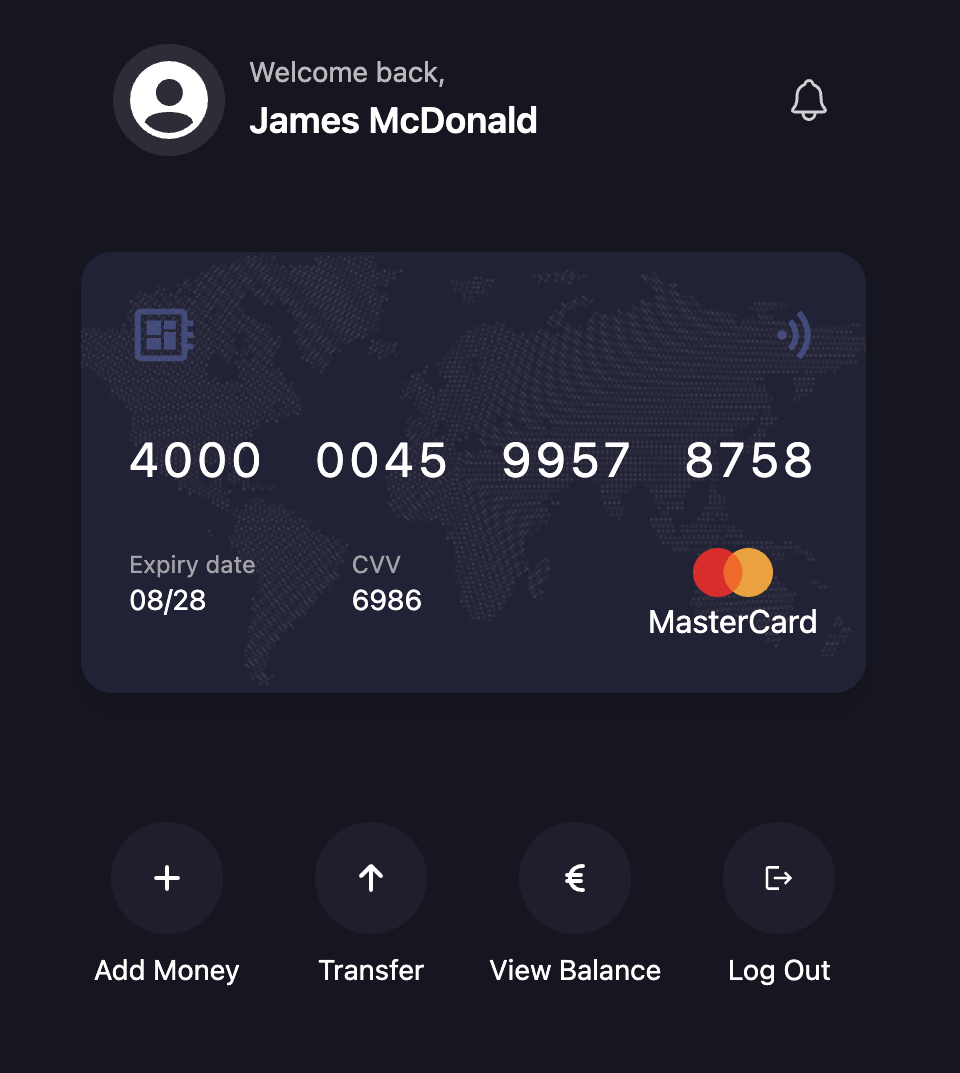 Welcome back,
James McDonald
4000 0045 9957 8758
Expiry date CVV
08/28 6986
MasterCard
Add Money Transfer View Balance Log Out